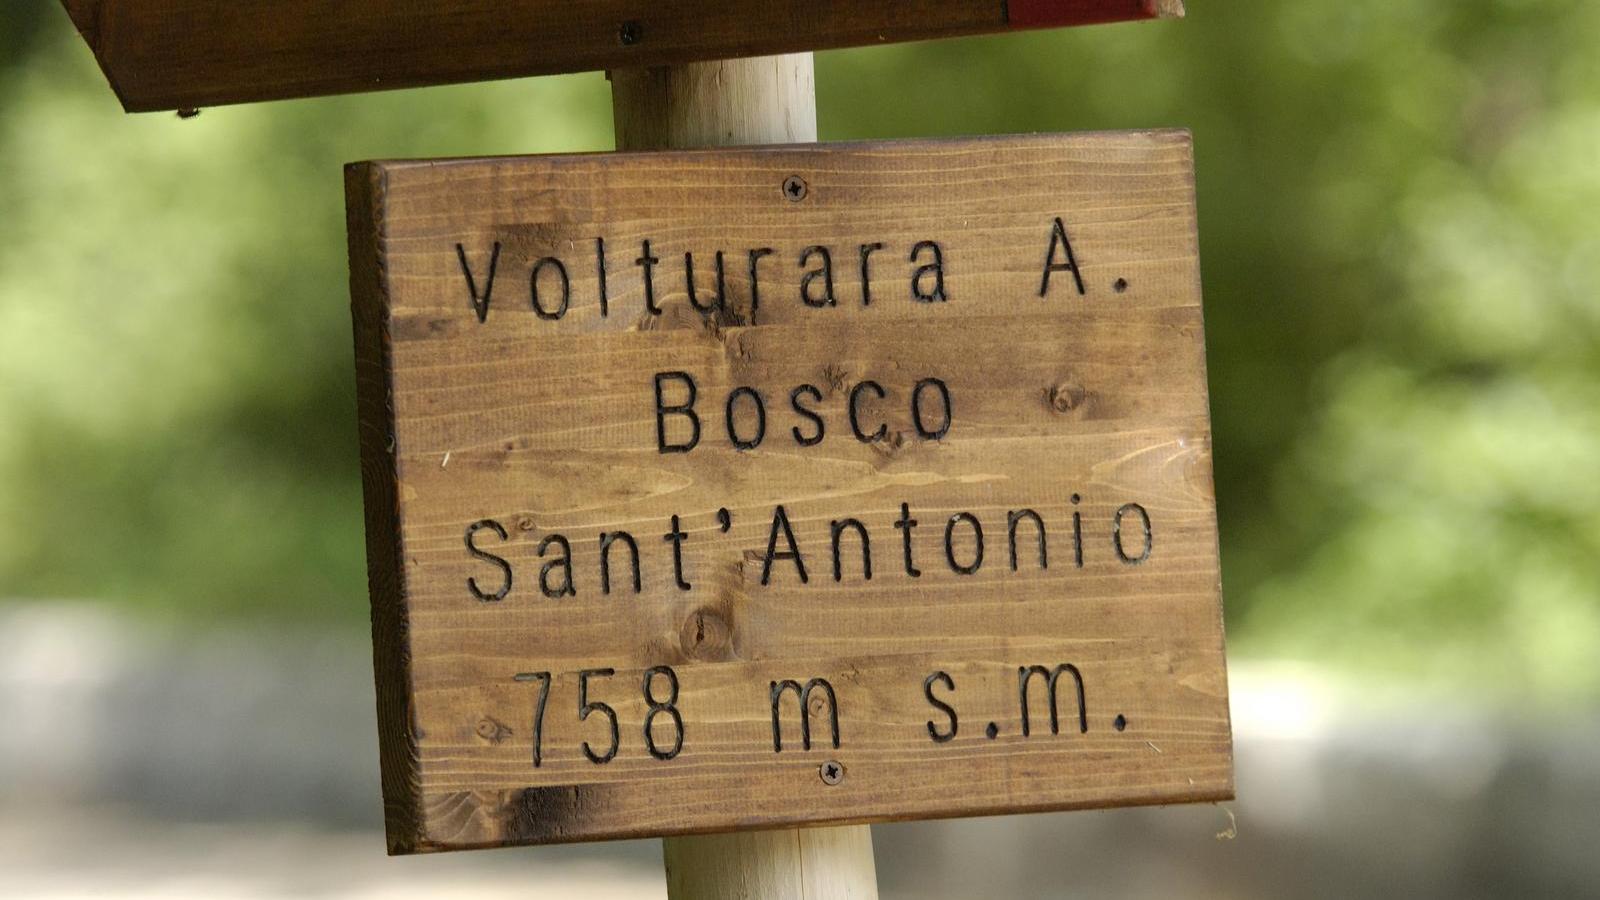 Volturara A.
Bosco
Sant'Antonio
758 m s.m.